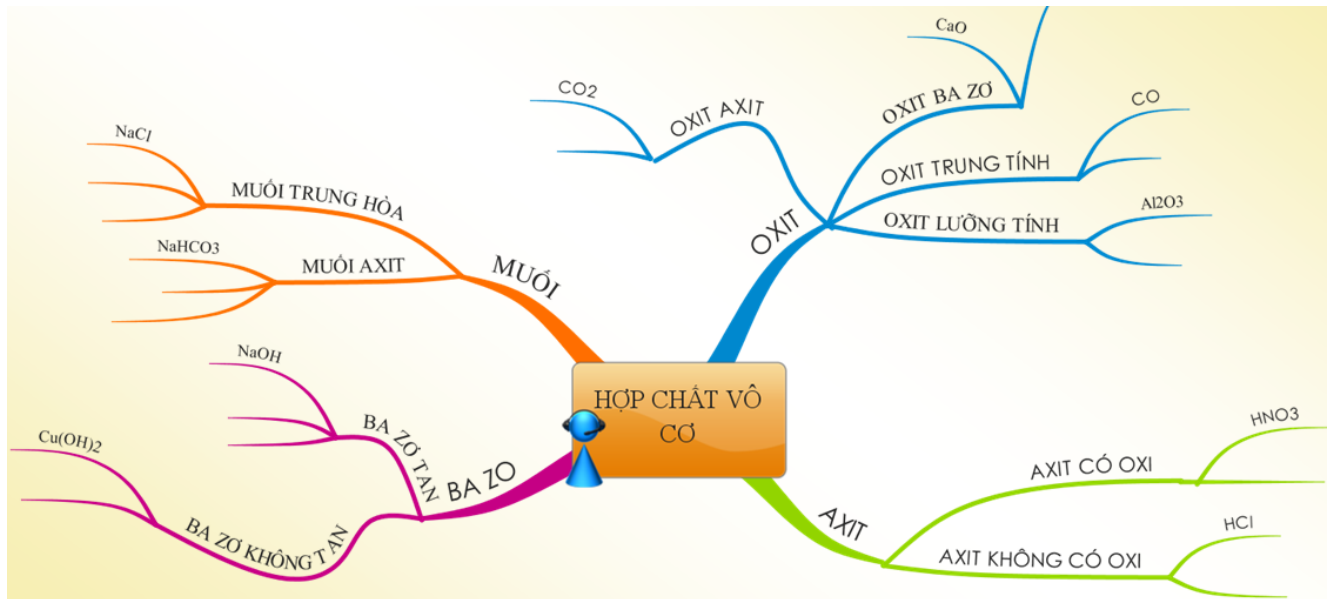 HỢP CHẤT VÔ
CƠ
OXIT
OXIT AXIT
CO2
OXIT BA ZƠ
CaO
OXIT TRUNG TÍNH
CO
OXIT LƯỠNG TÍNH
Al2O3
AXIT
AXIT CÓ OXI
HNO3
AXIT KHÔNG CÓ OXI
HCl
BA ZO
BA ZƠ TAN
NaOH
BA ZƠ KHÔNG TAN
Cu(OH)2
MUỐI
MUỐI TRUNG HÒA
NaCl
MUỐI AXIT
NaHCO3